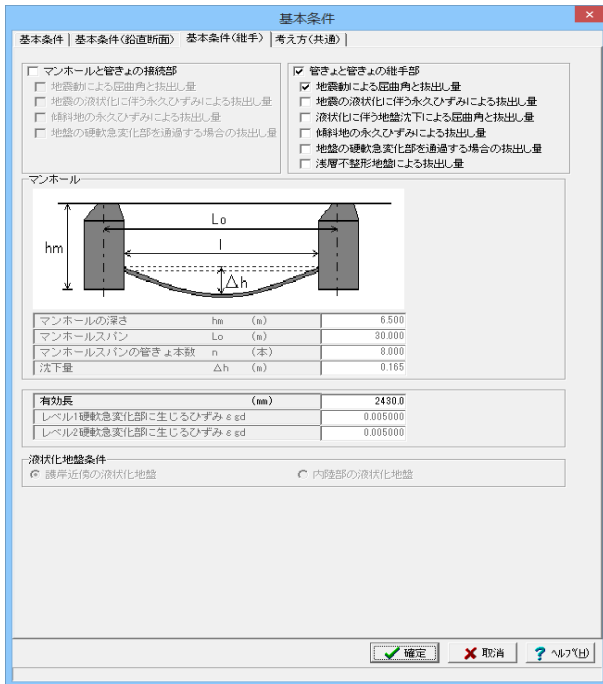 基本条件
基本条件 基本条件(鉛直断面) 基本条件(継手) 考え方(共通)
マンホールと管きょの接続部
地震動による屈曲角と抜出し量
地震の液状化に伴う永久ひずみによる抜出し量
傾斜地の永久ひずみによる抜出し量
地盤の硬軟急変化部を通過する場合の抜出し量
管きょと管きょの継手部
地震動による屈曲角と抜出し量
地震の液状化に伴う永久ひずみによる抜出し量
液状化に伴う地盤沈下による屈曲角と抜出し量
傾斜地の永久ひずみによる抜出し量
地盤の硬軟急変化部を通過する場合の抜出し量
浅層不整形地盤による抜出し量
マンホール
Lo
hm
l
△h
マンホールの深さ hm (m) 6.500
マンホールスパン Lo (m) 30.000
マンホールスパンの管きょ本数 n (本) 8.000
沈下量 △h (m) 0.165
有効長 (mm) 2430.0
レベル1硬軟急変化部に生じるひずみ εgd 0.005000
レベル2硬軟急変化部に生じるひずみ εgd 0.005000
液状化地盤条件
護岸近傍の液状化地盤 内陸部の液状化地盤
確定 取消 ヘルプ(H)